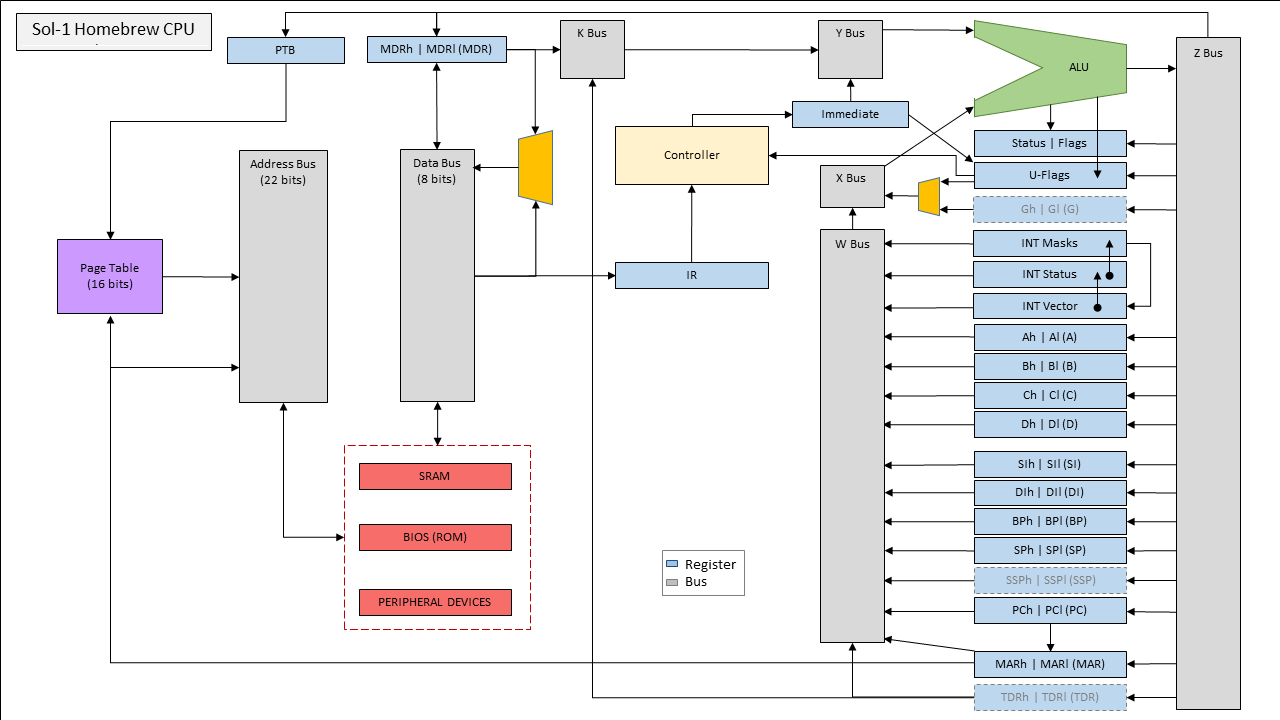 Sol-1 Homebrew CPU
PTB
MDRh | MDRl (MDR)
K Bus
Y Bus
ALU
Z Bus
Immediate
Controller
Status | Flags
U-Flags
X Bus
Gh | Gl (G)
Address Bus
(22 bits)
Data Bus
(8 bits)
W Bus
INT Masks
INT Status
INT Vector
Page Table
(16 bits)
IR
Ah | Al (A)
Bh | Bl (B)
Ch | Cl (C)
Dh | Dl (D)
SIh | SIl (SI)
DIh | DIl (DI)
BPh | BPl (BP)
SPh | SPl (SP)
SSPh | SSPl (SSP)
PCh | PCl (PC)
MARh | MARl (MAR)
TDRh | TDRl (TDR)
SRAM
BIOS (ROM)
PERIPHERAL DEVICES
Register
Bus